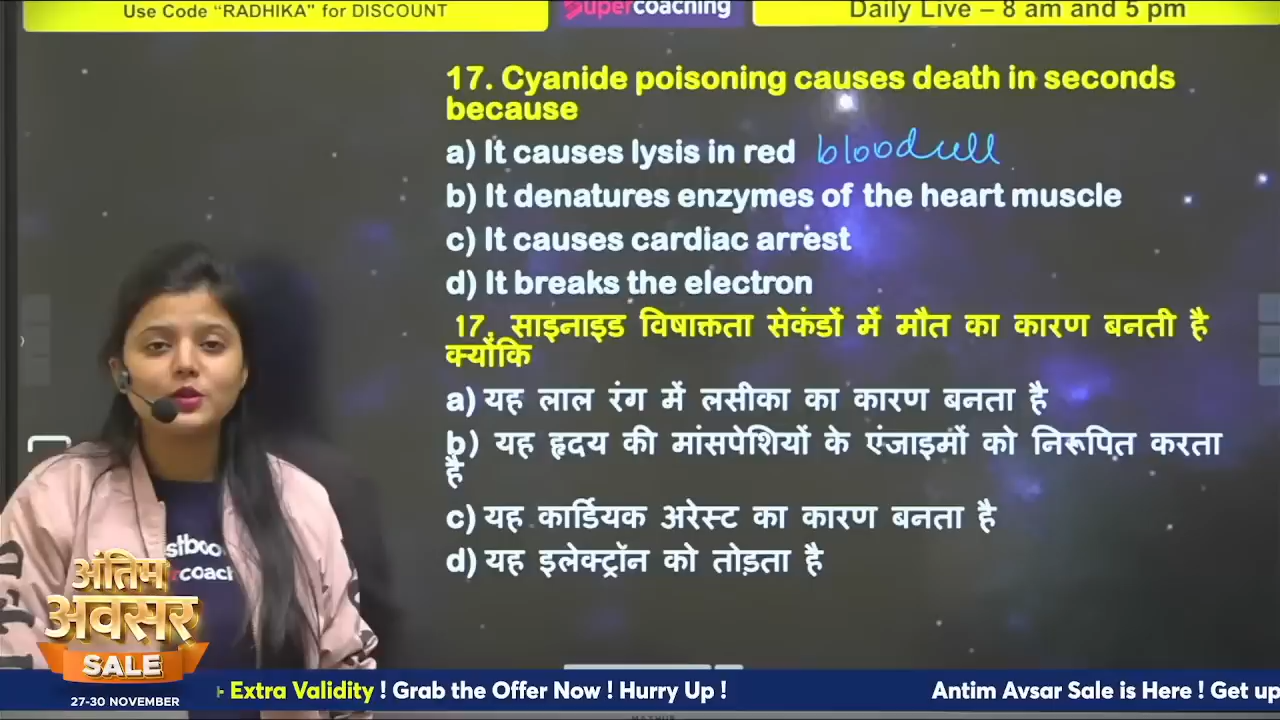 Use Code “RADHIKA” for DISCOUNT
Supercoaching
Daily Live – 8 am and 5 pm
17. Cyanide poisoning causes death in seconds
because
a) It causes lysis in red bloodcell
b) It denatures enzymes of the heart muscle
c) It causes cardiac arrest
d) It breaks the electron
17. साइनाइड विषाक्तता सेकंडों में मौत का कारण बनती है
क्योंकि
a) यह लाल रंग में लसीका का कारण बनता है
b) यह हृदय की मांसपेशियों के एंजाइमों को निरूपित करता
है
c) यह कार्डियक अरेस्ट का कारण बनता है
d) यह इलेक्ट्रॉन को तोड़ता है
stboo
rcoach
अंतिम
अवसर
SALE
27-30 NOVEMBER
Extra Validity ! Grab the Offer Now ! Hurry Up !
Antim Avsar Sale is Here ! Get up